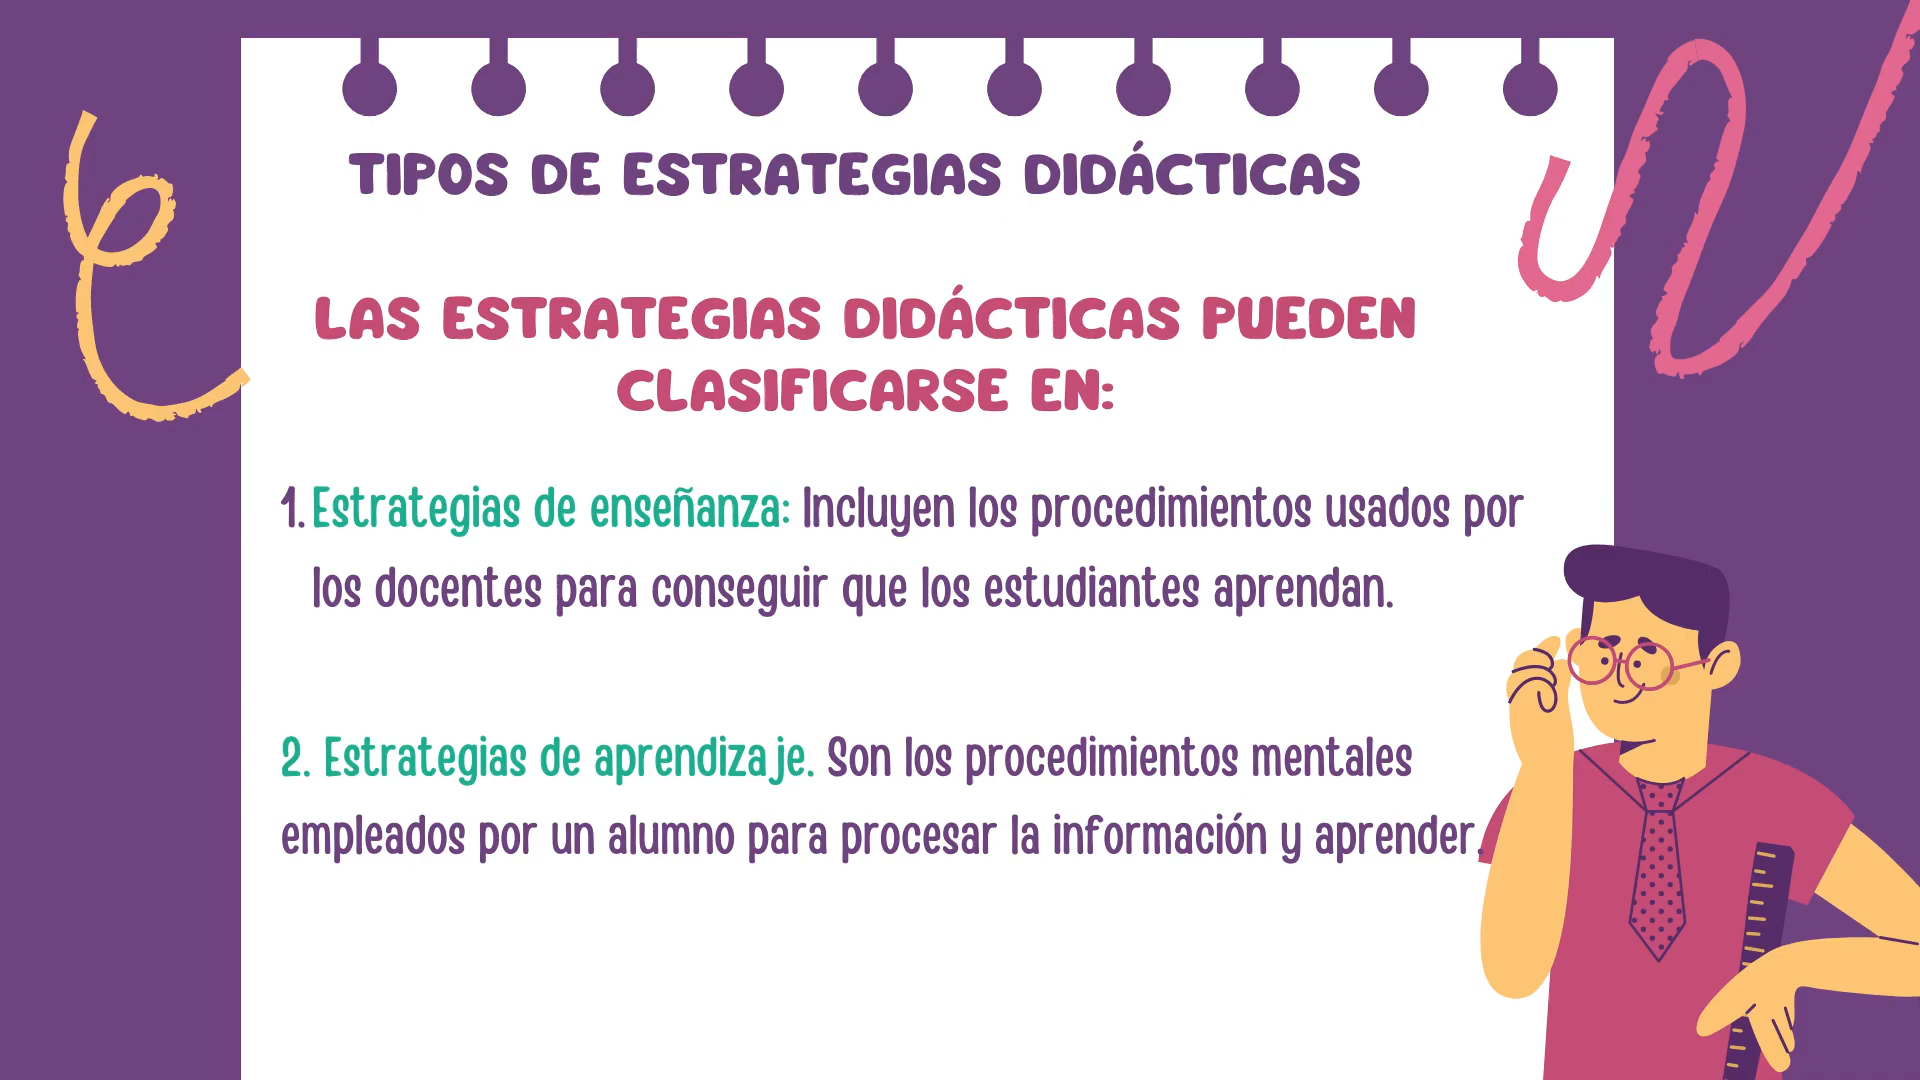 TIPOS DE ESTRATEGIAS DIDÁCTICAS
LAS ESTRATEGIAS DIDÁCTICAS PUEDEN
CLASIFICARSE EN:
1. Estrategias de enseñanza: Incluyen los procedimientos usados por
los docentes para conseguir que los estudiantes aprendan.
2. Estrategias de aprendizaje. Son los procedimientos mentales
empleados por un alumno para procesar la información y aprender.